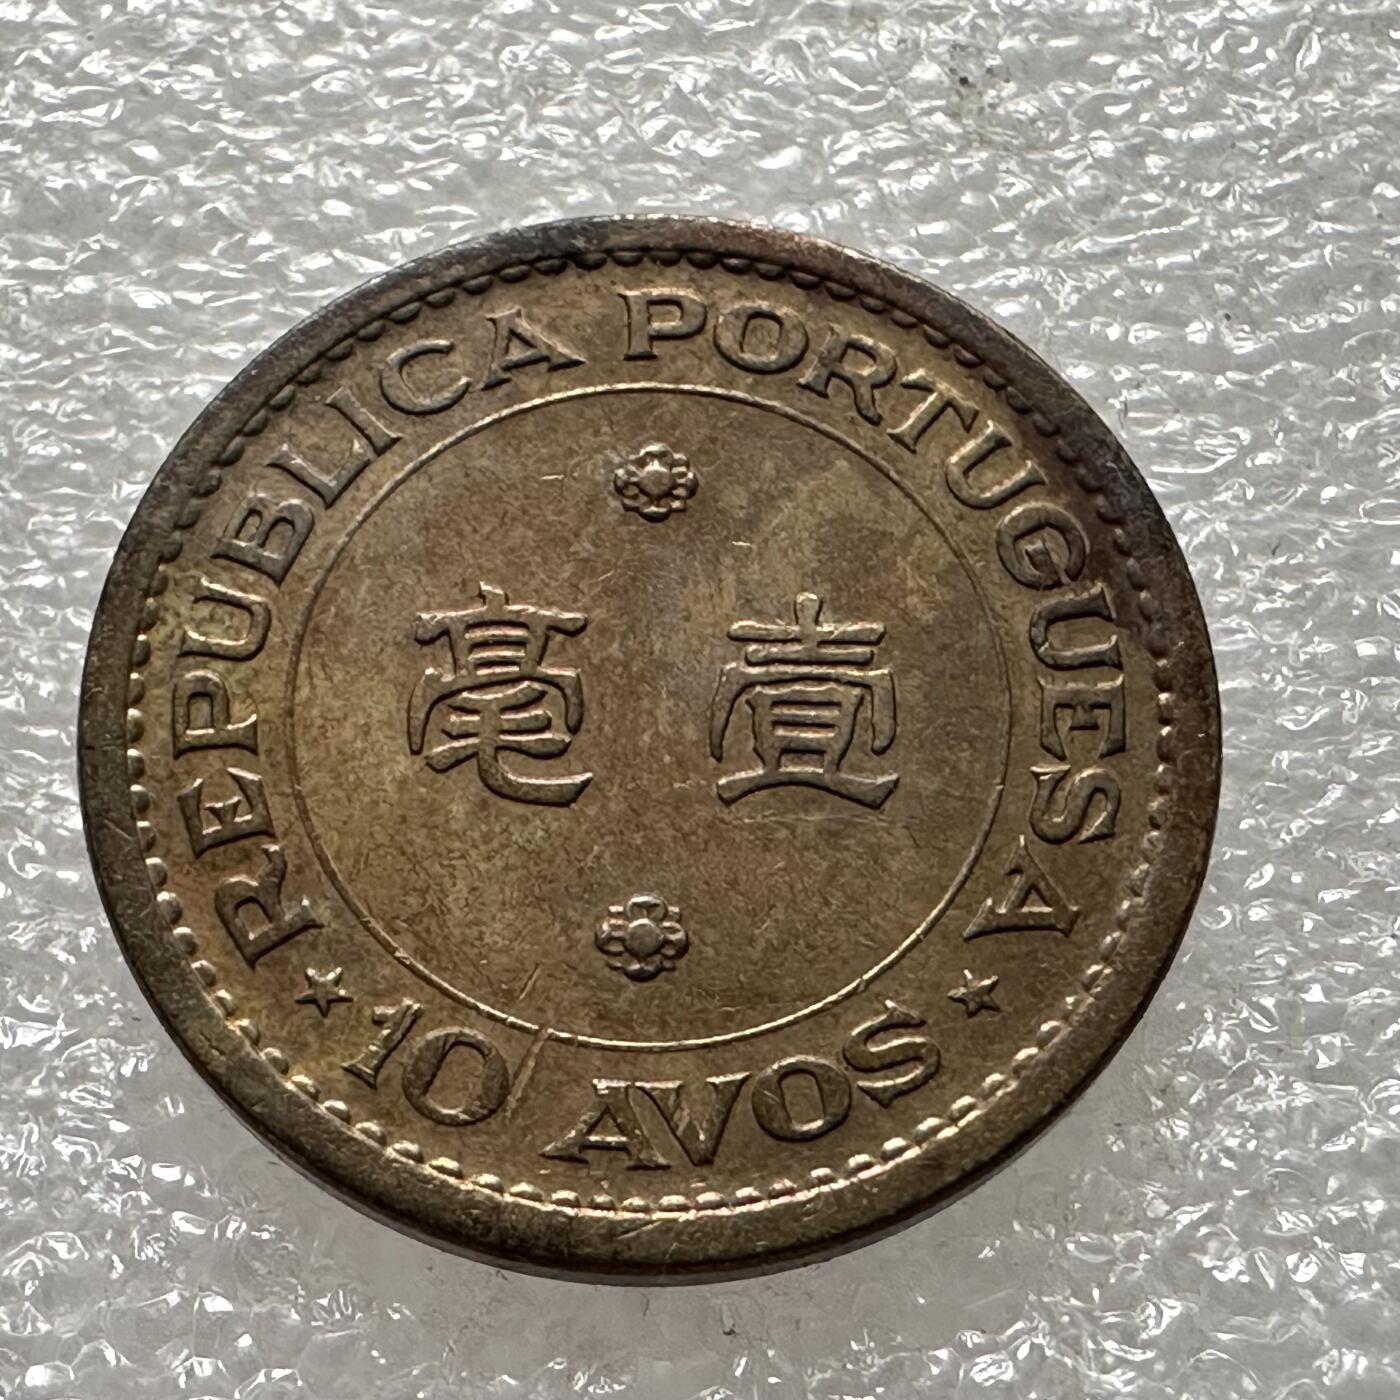 REPUBLICA PORTUGUESA
壹毫
★ 10 AVOS ★